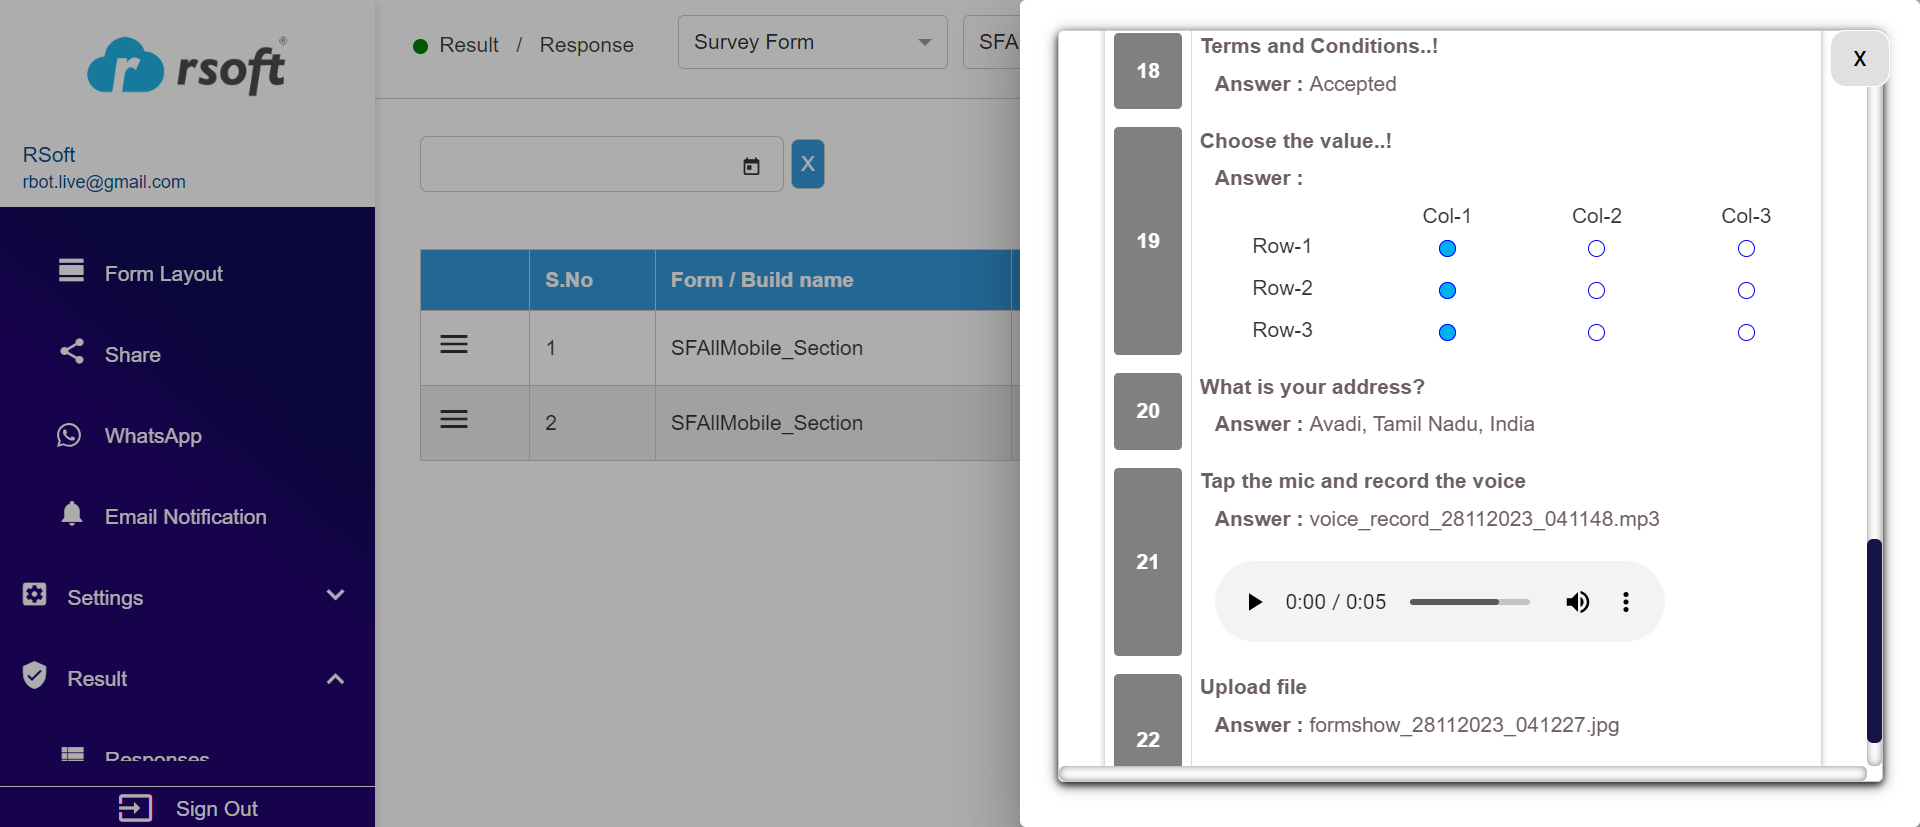 rsoft®
RSoft
rbot.live@gmail.com
Form Layout
Share
WhatsApp
Email Notification
Settings
Result
Responses
Sign Out
Result / Response
Survey Form
SFA
X
S.No Form / Build name
1 SFAllMobile_Section
2 SFAllMobile_Section
X
18 Terms and Conditions..!
Answer : Accepted
19 Choose the value..!
Answer :
Col-1 Col-2 Col-3
Row-1
Row-2
Row-3
20 What is your address?
Answer : Avadi, Tamil Nadu, India
21 Tap the mic and record the voice
Answer : voice_record_28112023_041148.mp3
0:00 / 0:05
22 Upload file
Answer : formshow_28112023_041227.jpg